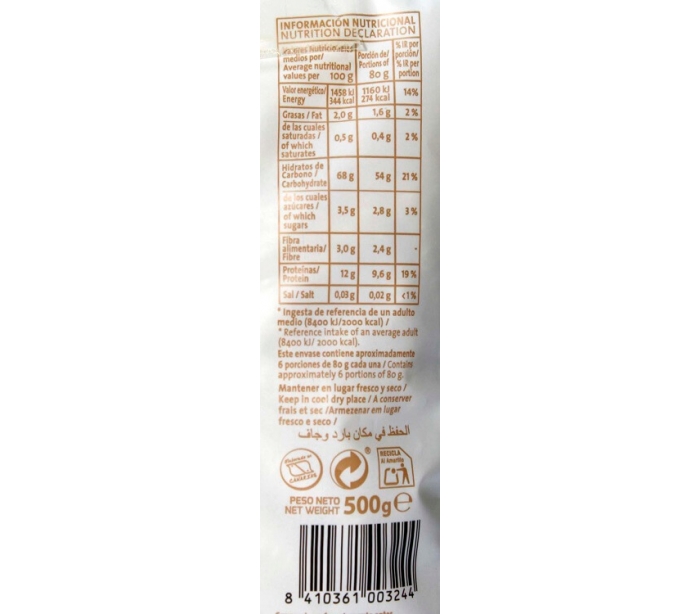 INFORMACIÓN NUTRICIONAL
NUTRITION DECLARATION
medios por/
Average nutritional
values per 100 g
Porción de/
Portions of
80 g
%IR por
porción/
%IR per
portion
Valor energético/ 1458 kJ 1160 kJ 14%
Energy 344 kcal 274 kcal
Grasas / Fat 2,0 g 1,6 g 2%
de las cuales
saturadas / 0,5 g 0,4 g 2%
of which
saturates
Hidratos de
Carbono / 68 g 54 g 21%
Carbohydrate
de los cuales
azúcares / 3,5 g 2,8 g 3%
of which
sugars
Fibra
alimentaria/ 3,0 g 2,4 g -
Fibre
Proteínas/ 12 g 9,6 g 19%
Protein
Sal / Salt 0,03 g 0,02 g <1%
* Ingesta de referencia de un adulto
medio (8400 kJ/2000 kcal) /
* Reference intake of an average adult
(8400 kJ/ 2000 kcal).
Este envase contiene aproximadamente
6 porciones de 80 g cada una / Contains
approximately 6 portions of 80 g.
Mantener en lugar fresco y seco /
Keep in cool dry place / A conserver
frais et sec /Armezenar em lugar
fresco e seco /
الحفظ في مكان بارد وجاف
RECICLA
Al Amarillo
PESO NETO
NET WEIGHT 500g e
8 410361 003244